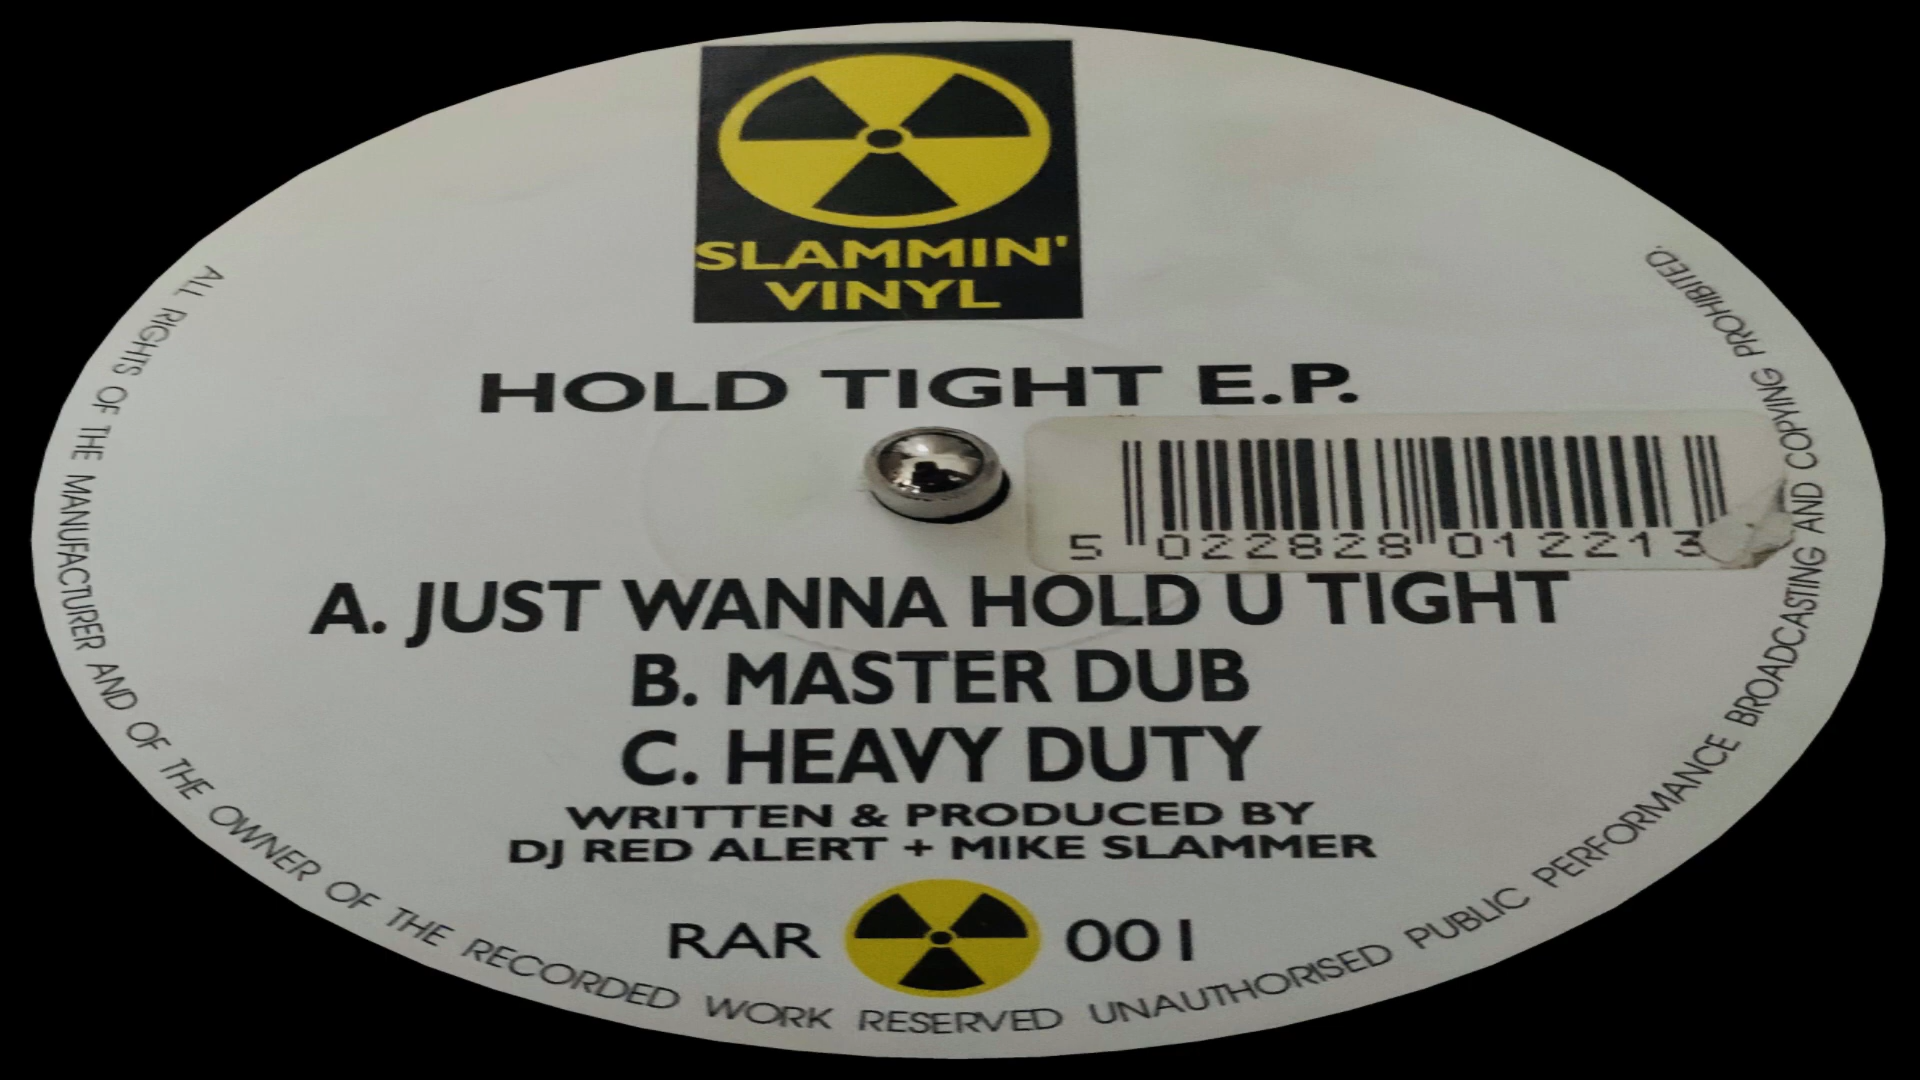 SLAMMIN'
VINYL
HOLD TIGHT E.P.
5 022828 012213
A. JUST WANNA HOLD U TIGHT
B. MASTER DUB
C. HEAVY DUTY
WRITTEN & PRODUCED BY
DJ RED ALERT + MIKE SLAMMER
RAR 001
ALL RIGHTS OF THE MANUFACTURER AND OF THE OWNER OF THE RECORDED WORK RESERVED UNAUTHORISED PUBLIC PERFORMANCE BROADCASTING AND COPYING PROHIBITED.